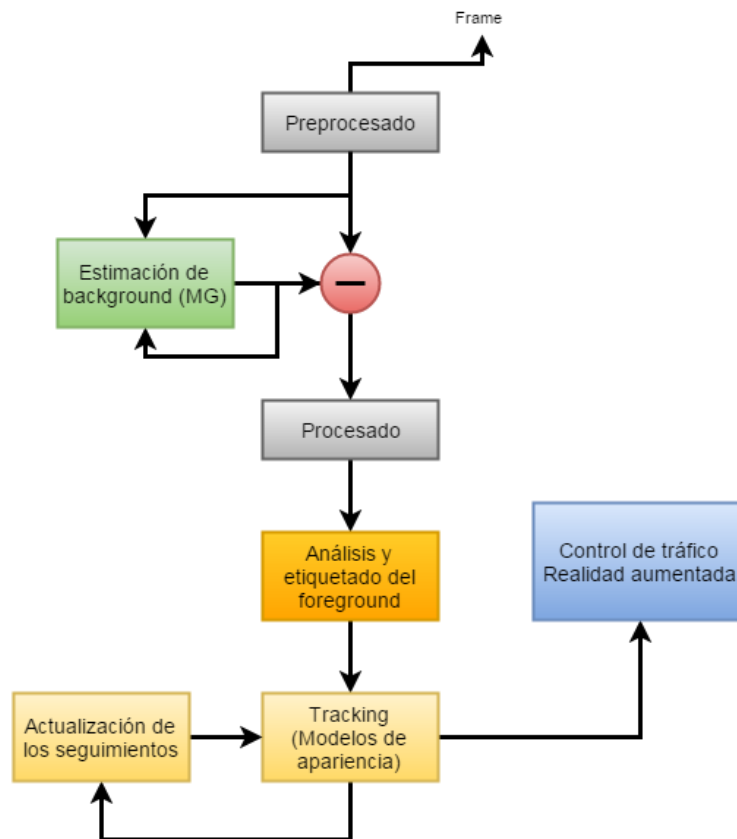 Frame
Preprocesado
Estimación de
background (MG)
Procesado
Análisis y
etiquetado del
foreground
Control de tráfico
Realidad aumentada
Actualización de
los seguimientos
Tracking
(Modelos de
apariencia)